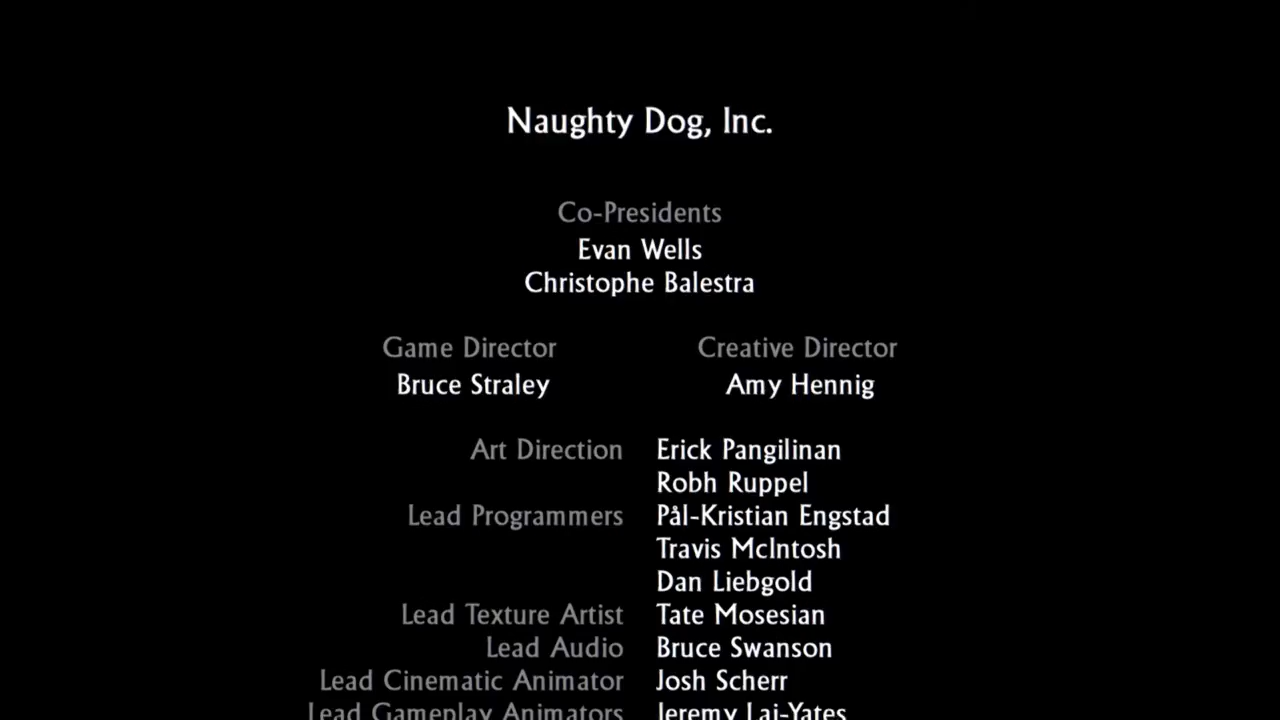 Naughty Dog, Inc.
Co-Presidents
Evan Wells
Christophe Balestra
Game Director Creative Director
Bruce Straley Amy Hennig
Art Direction Erick Pangilinan
Robh Ruppel
Lead Programmers Pål-Kristian Engstad
Travis McIntosh
Dan Liebgold
Lead Texture Artist Tate Mosesian
Lead Audio Bruce Swanson
Lead Cinematic Animator Josh Scherr
Lead Gameplay Animators Jeremy Lai-Yates